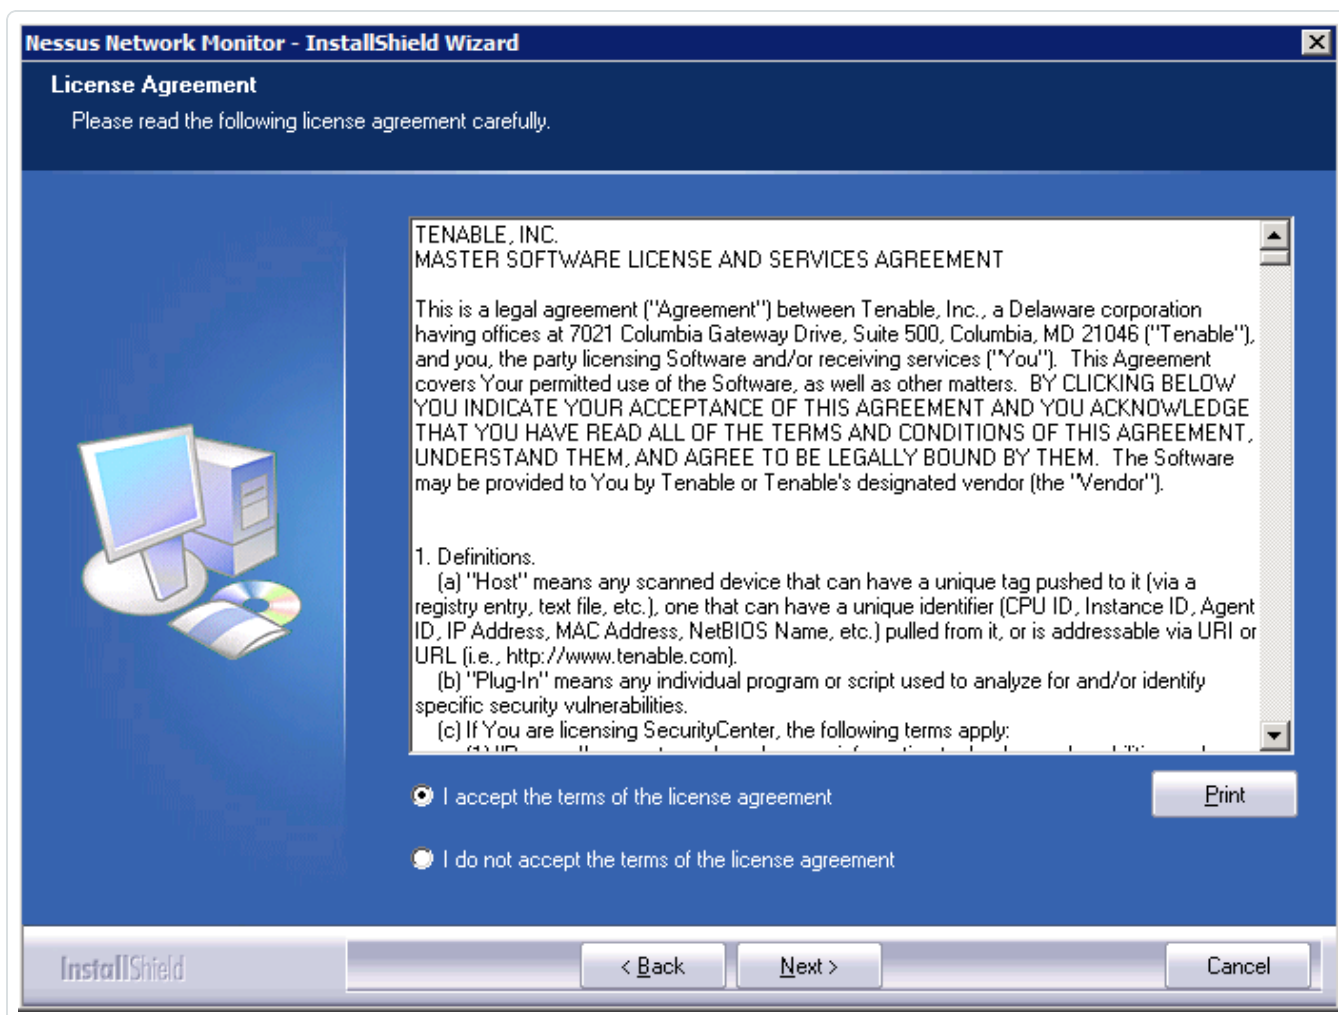 Nessus Network Monitor - InstallShield Wizard
License Agreement
Please read the following license agreement carefully.
TENABLE, INC.
MASTER SOFTWARE LICENSE AND SERVICES AGREEMENT
This is a legal agreement ("Agreement") between Tenable, Inc., a Delaware corporation
having offices at 7021 Columbia Gateway Drive, Suite 500, Columbia, MD 21046 ("Tenable"),
and you, the party licensing Software and/or receiving services ("You").  This Agreement
covers Your permitted use of the Software, as well as other matters.  BY CLICKING BELOW
YOU INDICATE YOUR ACCEPTANCE OF THIS AGREEMENT AND YOU ACKNOWLEDGE
THAT YOU HAVE READ ALL OF THE TERMS AND CONDITIONS OF THIS AGREEMENT,
UNDERSTAND THEM, AND AGREE TO BE LEGALLY BOUND BY THEM.  The Software
may be provided to You by Tenable or Tenable's designated vendor (the "Vendor").
1. Definitions.
(a) "Host" means any scanned device that can have a unique tag pushed to it (via a
registry entry, text file, etc.), one that can have a unique identifier (CPU ID, Instance ID, Agent
ID, IP Address, MAC Address, NetBIOS Name, etc.) pulled from it, or is addressable via URI or
URL (i.e., http://www.tenable.com).
(b) "Plug-In" means any individual program or script used to analyze for and/or identify
specific security vulnerabilities.
(c) If You are licensing SecurityCenter, the following terms apply:
I accept the terms of the license agreement
Print
I do not accept the terms of the license agreement
InstallShield
< Back
Next >
Cancel